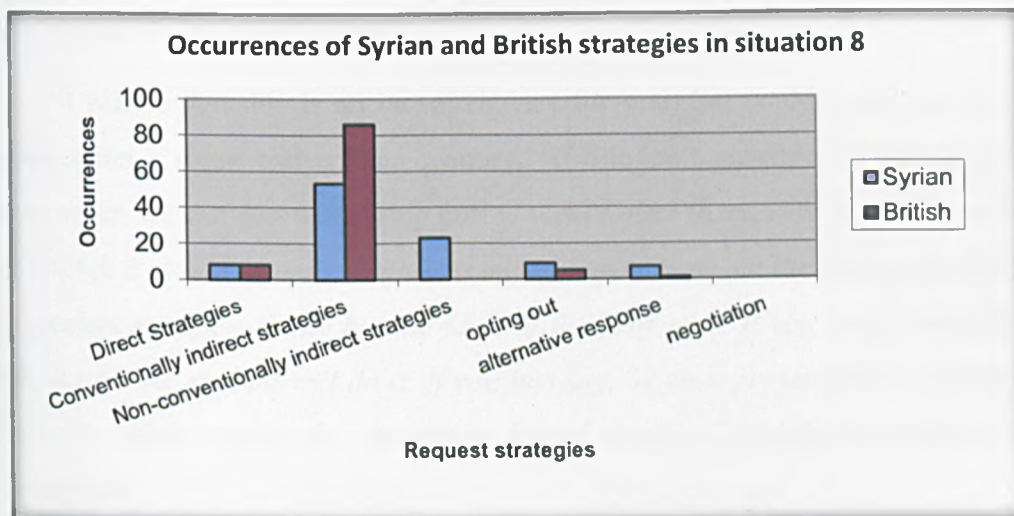 Occurrences of Syrian and British strategies in situation 8
100
80
60
40
20
0
Occurrences
Direct Strategies
Conventionally indirect strategies
Non-conventionally indirect strategies
opting out
alternative response
negotiation
Request strategies
Syrian
British